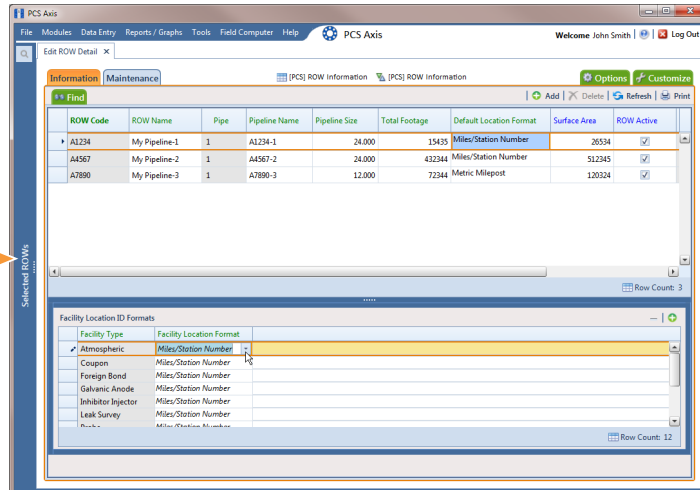 PCS Axis
File Modules Data Entry Reports / Graphs Tools Field Computer Help PCS Axis Welcome John Smith Log Out
Edit ROW Detail
Information Maintenance [PCS] ROW Information [PCS] ROW Information Options Customize
Find Add Delete Refresh Print
ROW Code ROW Name Pipe Pipeline Name Pipeline Size Total Footage Default Location Format Surface Area ROW Active
A1234 My Pipeline-1 1 A1234-1 24.000 15435 Miles/Station Number 26534
A4567 My Pipeline-2 1 A4567-2 24.000 432344 Miles/Station Number 512345
A7890 My Pipeline-3 1 A7890-3 12.000 72344 Metric Milepost 120324
Selected ROWs
Row Count: 3
Facility Location ID Formats
Facility Type Facility Location Format
Atmospheric Miles/Station Number
Coupon Miles/Station Number
Foreign Bond Miles/Station Number
Galvanic Anode Miles/Station Number
Inhibitor Injector Miles/Station Number
Leak Survey Miles/Station Number
Probe Miles/Station Number
Row Count: 12